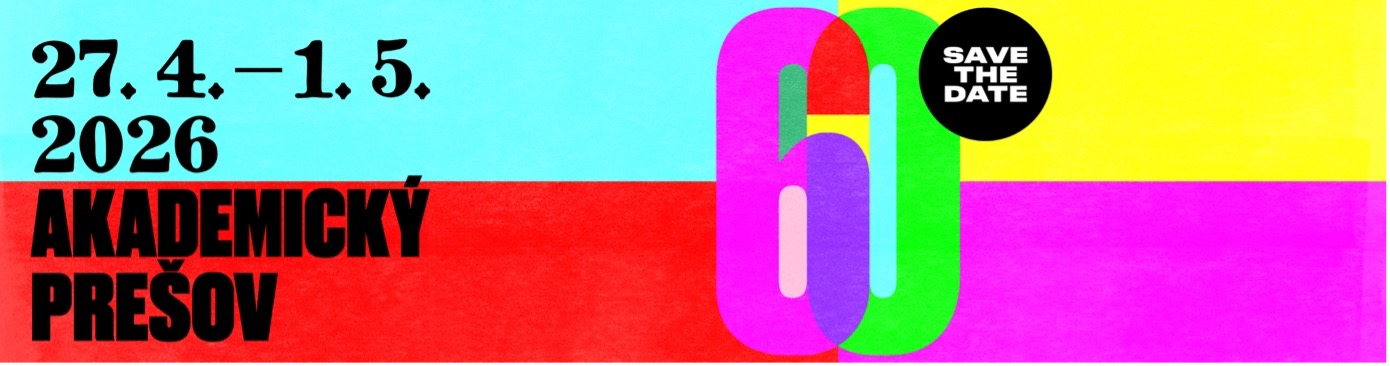 27. 4. – 1. 5.
2026
AKADEMICKÝ
PREŠOV
60
SAVE
THE
DATE